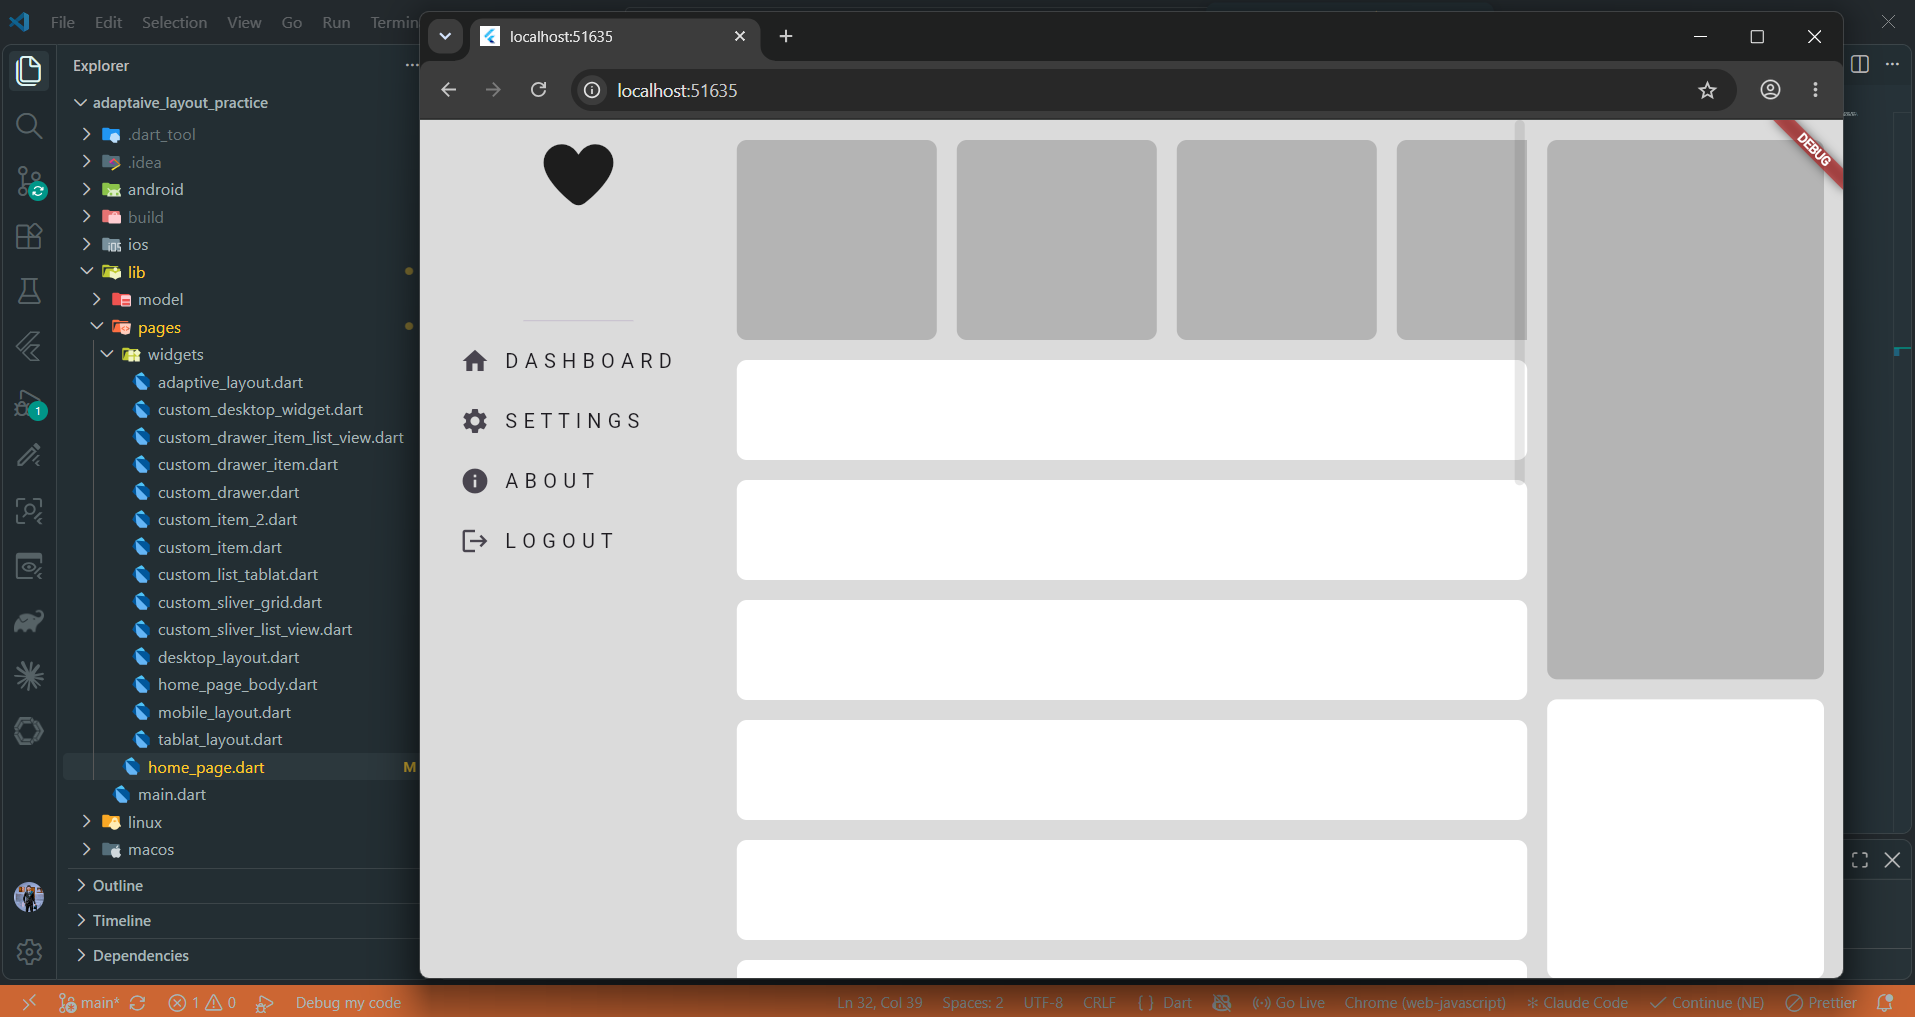 File Edit Selection View Go Run Termin
localhost:51635
localhost:51635
Explorer
adaptaive_layout_practice
.dart_tool
.idea
android
build
ios
lib
model
pages
widgets
adaptive_layout.dart
custom_desktop_widget.dart
custom_drawer_item_list_view.dart
custom_drawer_item.dart
custom_drawer.dart
custom_item_2.dart
custom_item.dart
custom_list_tablat.dart
custom_sliver_grid.dart
custom_sliver_list_view.dart
desktop_layout.dart
home_page_body.dart
mobile_layout.dart
tablat_layout.dart
home_page.dart M
main.dart
linux
macos
Outline
Timeline
Dependencies
1
DEBUG
DASHBOARD
SETTINGS
ABOUT
LOGOUT
main* 1 0 Debug my code Ln 32, Col 39 Spaces: 2 UTF-8 CRLF { } Dart Go Live Chrome (web-javascript) Claude Code Continue (NE) Prettier